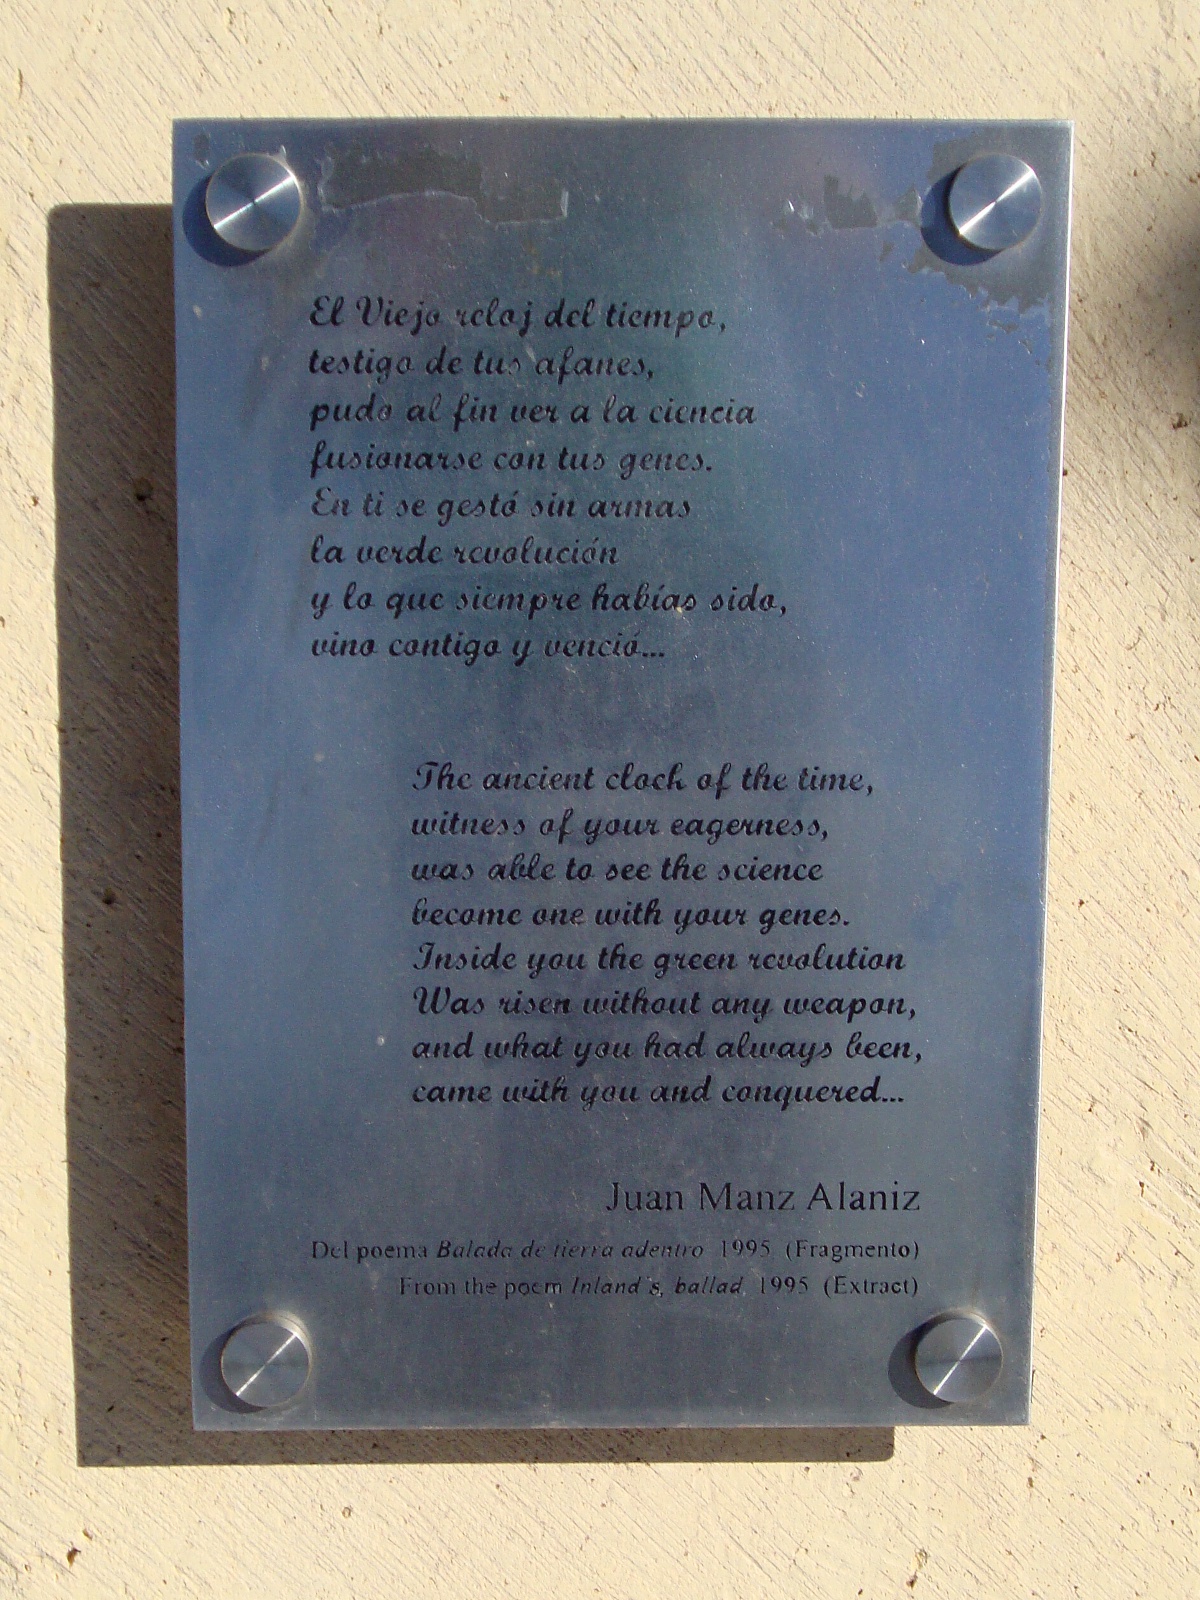 El Viejo reloj del tiempo,
testigo de tus afanes,
pudo al fin ver a la ciencia
fusionarse con tus genes.
En ti se gestó sin armas
la verde revolución
y lo que siempre habías sido,
vino contigo y venció...
The ancient clock of the time,
witness of your eagerness,
was able to see the science
become one with your genes.
Inside you the green revolution
Was risen without any weapon,
and what you had always been,
came with you and conquered...
Juan Manz Alaniz
Del poema Balada de tierra adentro 1995 (Fragmento)
From the poem Inland´s, ballad, 1995 (Extract)